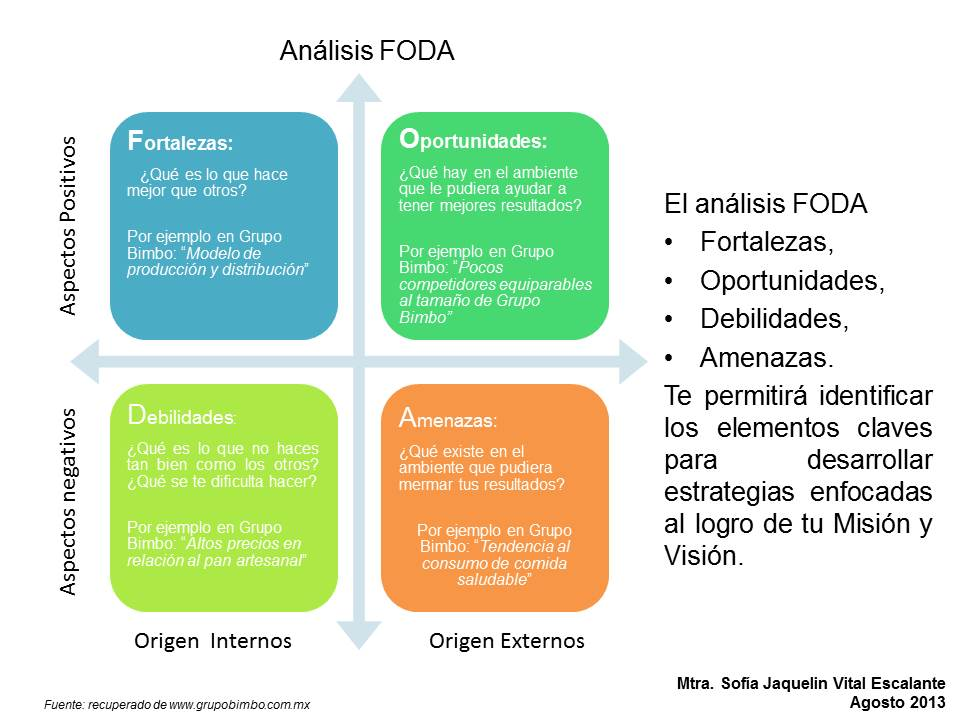 Análisis FODA
Aspectos Positivos
Fortalezas:
¿Qué es lo que hace
mejor que otros?
Por ejemplo en Grupo
Bimbo: “Modelo de
producción y distribución”
Oportunidades:
¿Qué hay en el ambiente
que le pudiera ayudar a
tener mejores resultados?
Por ejemplo en Grupo
Bimbo: “Pocos
competidores equiparables
al tamaño de Grupo
Bimbo”
Aspectos negativos
Debilidades:
¿Qué es lo que no haces
tan bien como los otros?
¿Qué se te dificulta hacer?
Por ejemplo en Grupo
Bimbo: “Altos precios en
relación al pan artesanal”
Amenazas:
¿Qué existe en el
ambiente que pudiera
mermar tus resultados?
Por ejemplo en Grupo
Bimbo: “Tendencia al
consumo de comida
saludable”
Origen Internos
Origen Externos
El análisis FODA
• Fortalezas,
• Oportunidades,
• Debilidades,
• Amenazas.
Te permitirá identificar
los elementos claves
para desarrollar
estrategias enfocadas
al logro de tu Misión y
Visión.
Mtra. Sofía Jaquelin Vital Escalante
Agosto 2013
Fuente: recuperado de www.grupobimbo.com.mx